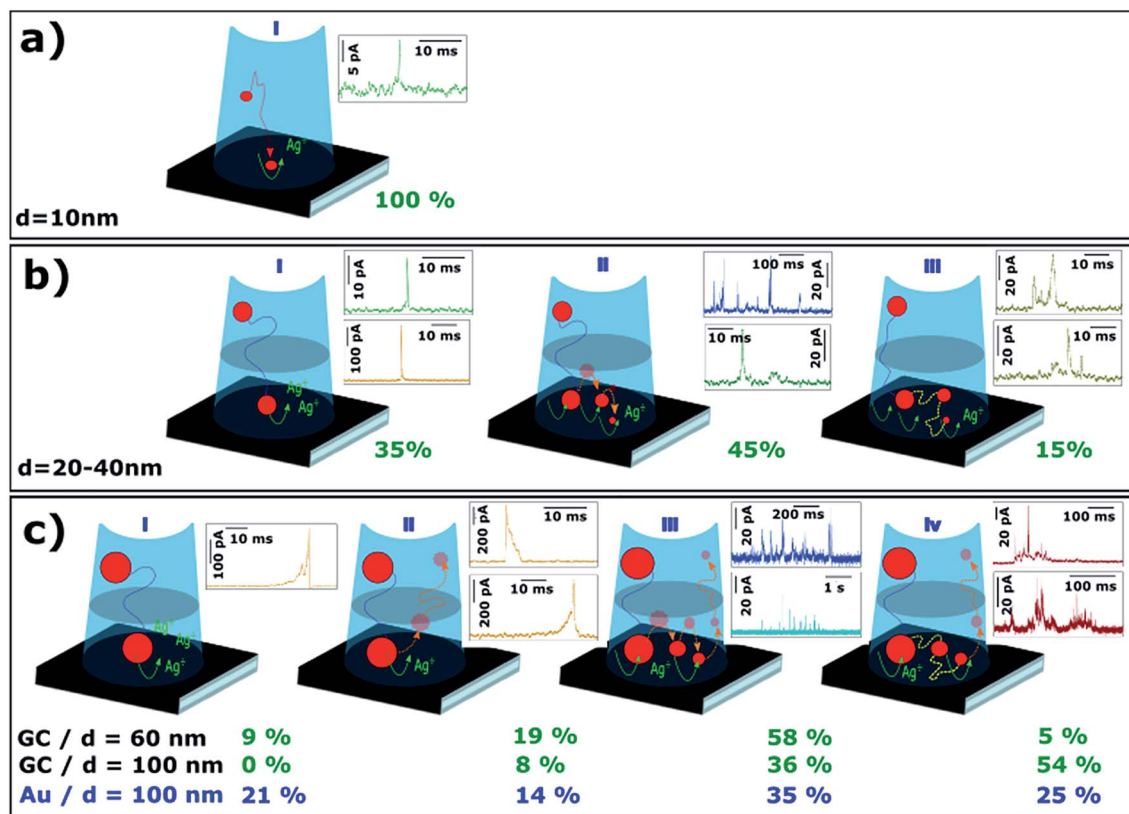 a)
I
5 pA
10 ms
Ag+
100 %
d=10nm
b)
I
10 pA
10 ms
100 pA
10 ms
Ag+
Ag+
35%
II
100 ms
20 pA
10 ms
20 pA
Ag+
45%
III
20 pA
10 ms
20 pA
10 ms
Ag+
15%
d=20-40nm
c)
I
100 pA
10 ms
Ag+
Ag+
Ag+
II
200 pA
10 ms
200 pA
10 ms
Ag+
III
20 pA
200 ms
20 pA
1 s
Ag+
Iv
20 pA
100 ms
20 pA
100 ms
Ag+
GC / d = 60 nm 9 % 19 % 58 % 5 %
GC / d = 100 nm 0 % 8 % 36 % 54 %
Au / d = 100 nm 21 % 14 % 35 % 25 %